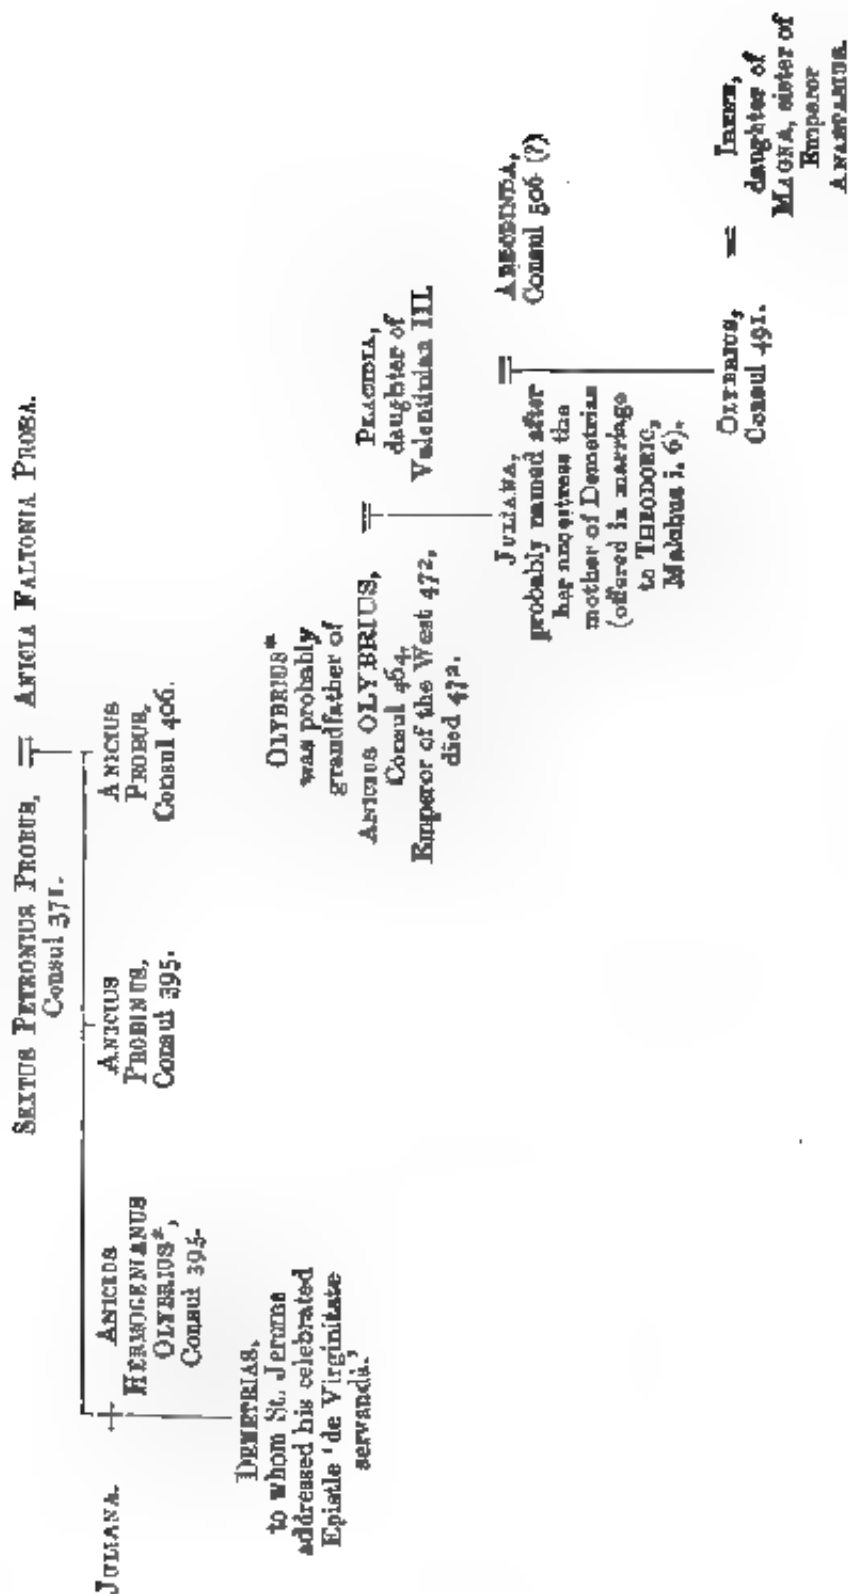 SEXTUS PETRONIUS PROBUS, = ANICIA FALTONIA PROBA.
Consul 371.
JULIANA.
ANICIUS
HERMOGENIANUS
OLYBRIUS*,
Consul 395.
ANICIUS
PROBINUS,
Consul 395.
ANICIUS
PROBUS,
Consul 406.
DEMETRIAS,
to whom St. Jerome
addressed his celebrated
Epistle 'de Virginitate
servandâ.'
OLYBRIUS*
was probably
grandfather of
ANICIUS OLYBRIUS,
Consul 464,
Emperor of the West 472,
died 472.
=
PLACIDIA,
daughter of
Valentinian III.
JULIANA,
probably named after
her ancestress the
mother of Demetrias
(offered in marriage
to THEODORIC,
Malchus i. 6).
=
AREOBINDA,
Consul 506 (?)
OLYBRIUS,
Consul 491.
=
IRENE,
daughter of
MAGNA, sister of
Emperor
ANASTASIUS.